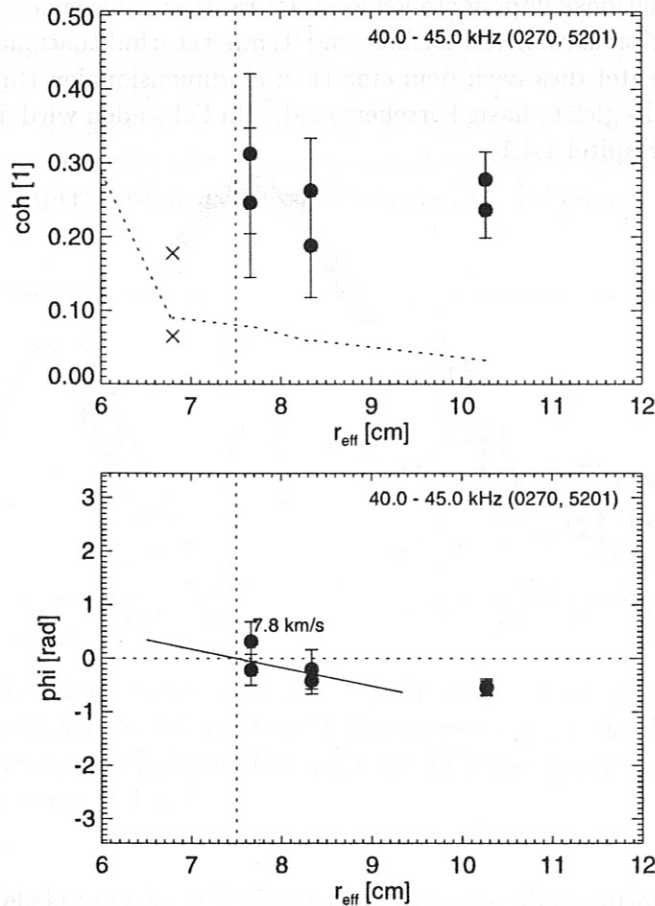 40.0 - 45.0 kHz (0270, 5201)
0.50
0.40
0.30
0.20
0.10
0.00
coh [1]
6 7 8 9 10 11 12
r_eff [cm]
40.0 - 45.0 kHz (0270, 5201)
3
2
1
0
-1
-2
-3
phi [rad]
7.8 km/s
6 7 8 9 10 11 12
r_eff [cm]